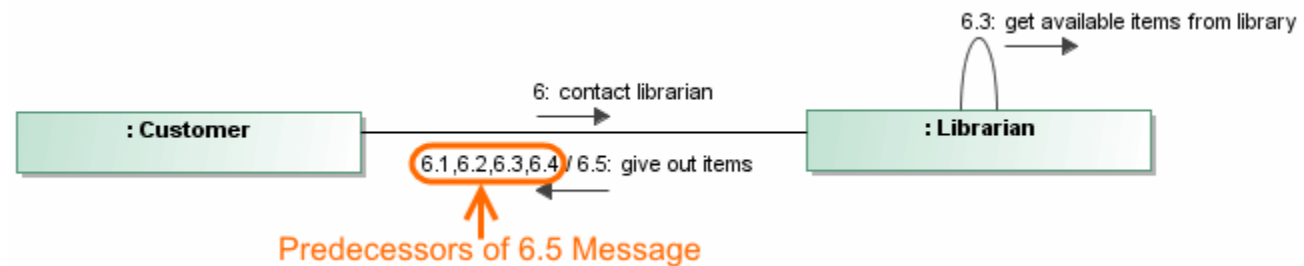 6.3: get available items from library
6: contact librarian
: Customer
: Librarian
6.1,6.2,6.3,6.4 / 6.5: give out items
Predecessors of 6.5 Message